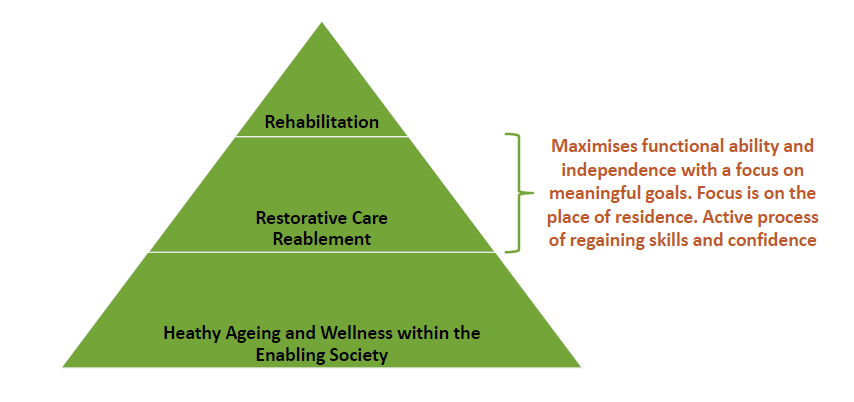 Rehabilitation
Maximises functional ability and
independence with a focus on
meaningful goals. Focus is on the
place of residence. Active process
of regaining skills and confidence
Restorative Care
Reablement
Heathy Ageing and Wellness within the
Enabling Society